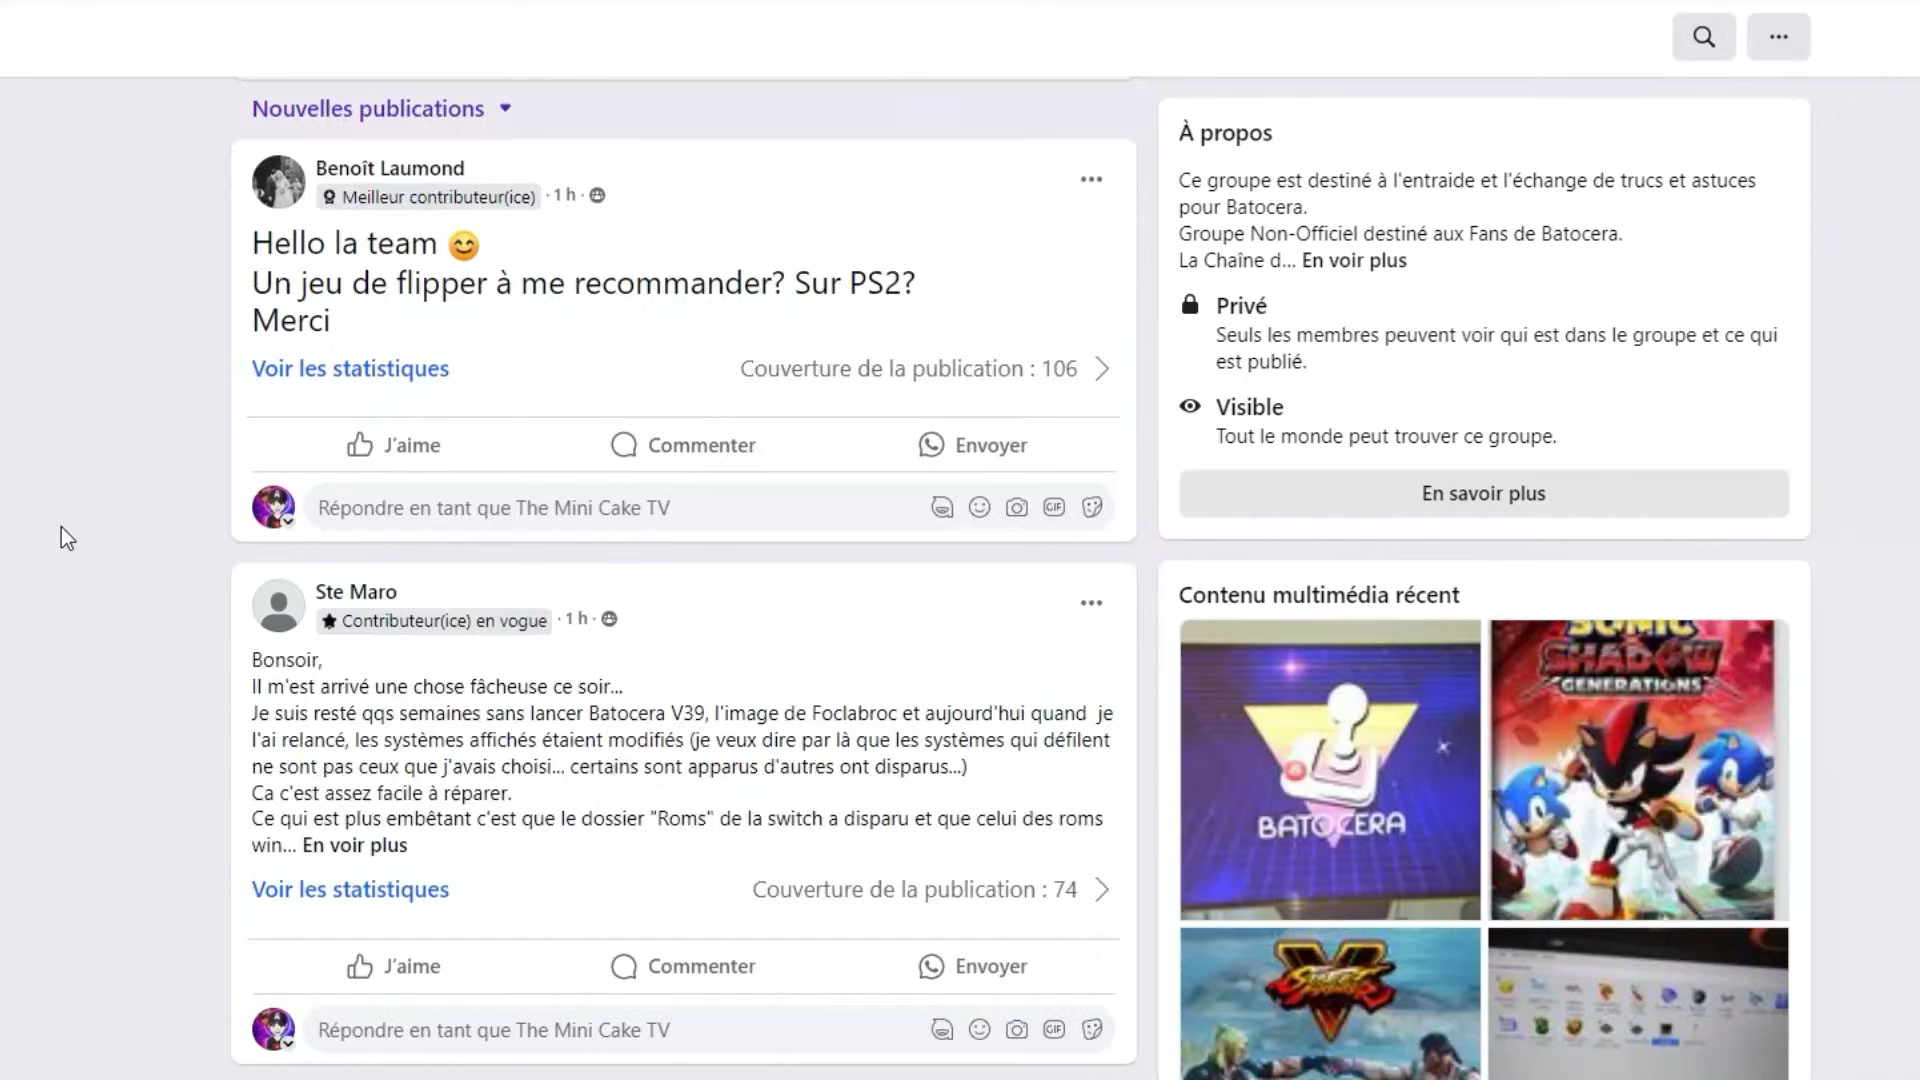 Nouvelles publications
Benoît Laumond
Meilleur contributeur(ice) · 1 h ·
Hello la team 😊
Un jeu de flipper à me recommander? Sur PS2?
Merci
Voir les statistiques
Couverture de la publication : 106
J'aime
Commenter
Envoyer
Répondre en tant que The Mini Cake TV
GIF
Ste Maro
Contributeur(ice) en vogue · 1 h ·
Bonsoir,
Il m'est arrivé une chose fâcheuse ce soir...
Je suis resté qqs semaines sans lancer Batocera V39, l'image de Foclabroc et aujourd'hui quand je
l'ai relancé, les systèmes affichés étaient modifiés (je veux dire par là que les systèmes qui défilent
ne sont pas ceux que j'avais choisi... certains sont apparus d'autres ont disparus...)
Ca c'est assez facile à réparer.
Ce qui est plus embêtant c'est que le dossier "Roms" de la switch a disparu et que celui des roms
win... En voir plus
Voir les statistiques
Couverture de la publication : 74
J'aime
Commenter
Envoyer
Répondre en tant que The Mini Cake TV
GIF
À propos
Ce groupe est destiné à l'entraide et l'échange de trucs et astuces
pour Batocera.
Groupe Non-Officiel destiné aux Fans de Batocera.
La Chaîne d... En voir plus
Privé
Seuls les membres peuvent voir qui est dans le groupe et ce qui
est publié.
Visible
Tout le monde peut trouver ce groupe.
En savoir plus
Contenu multimédia récent
BATOCERA
SONIC
SHADOW
GENERATIONS
V
STREET FIGHTER